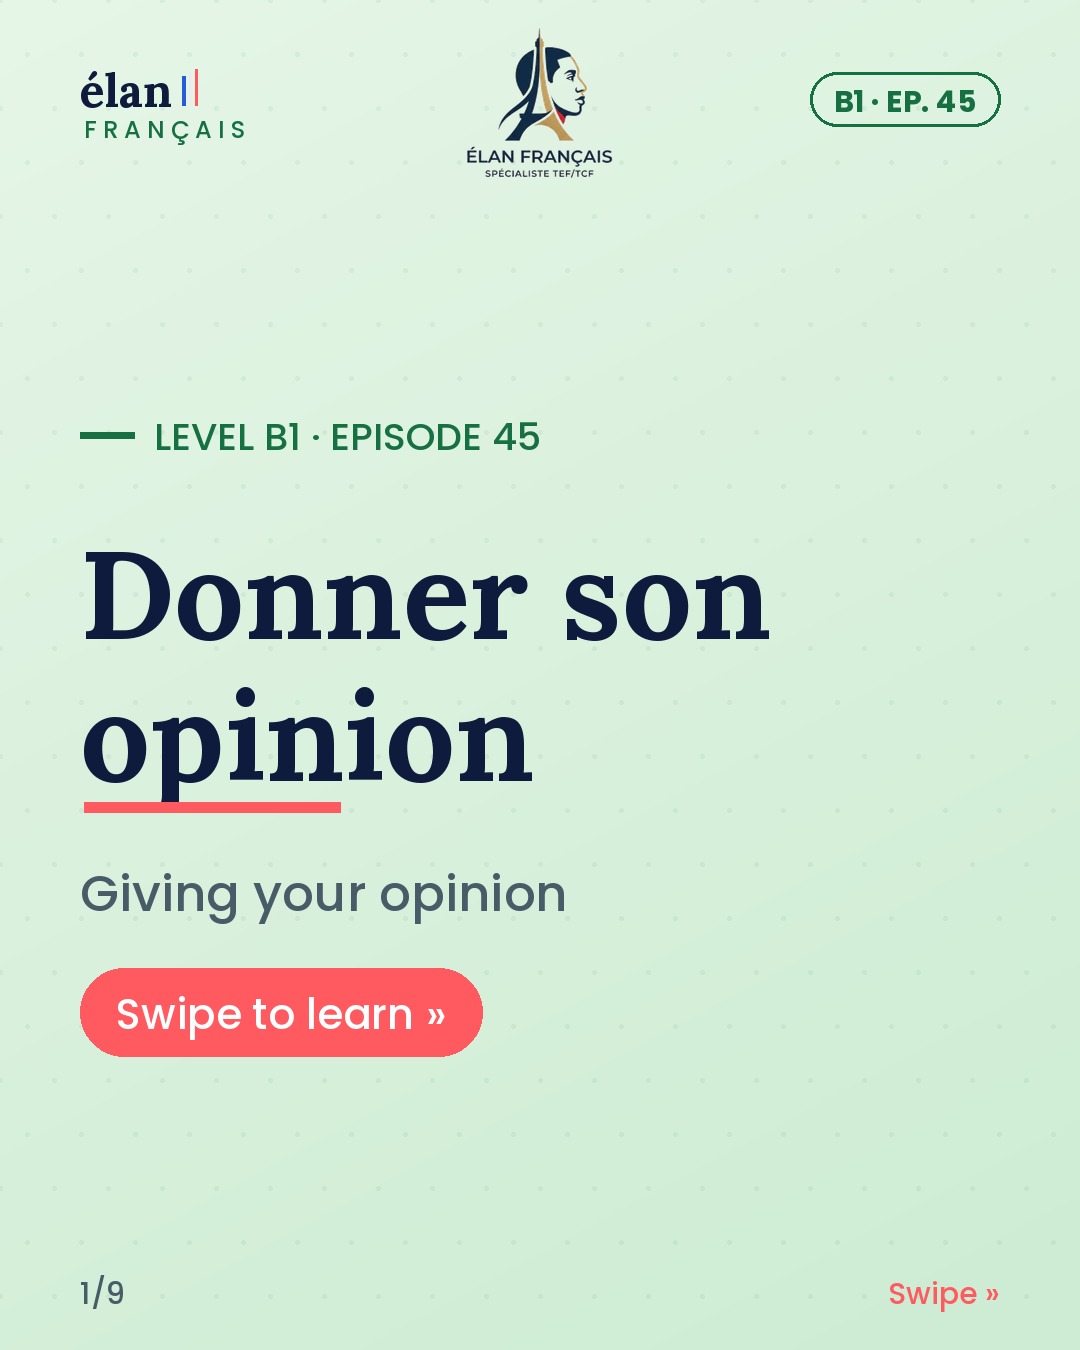 élan
FRANÇAIS
ÉLAN FRANÇAIS
SPÉCIALISTE TEF/TCF
B1 · EP. 45
LEVEL B1 · EPISODE 45
Donner son
opinion
Giving your opinion
Swipe to learn »
1/9
Swipe »